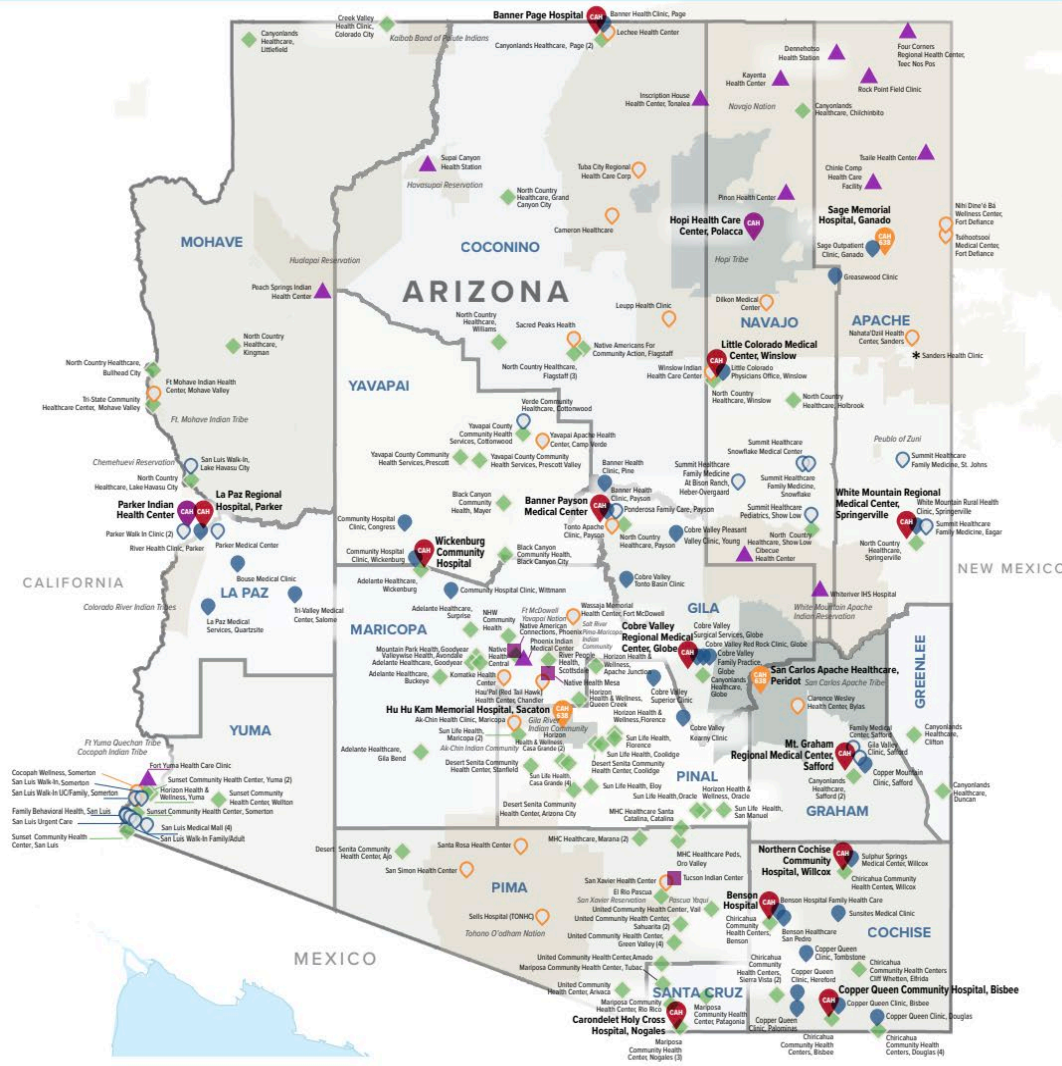 Creek Valley
Health Clinic,
Colorado City
Canyonlands
Healthcare,
Littlefield
Kaibab Band of Paiute Indians
Banner Page Hospital
CAH
Banner Health Clinic, Page
Lechee Health Center
Canyonlands Healthcare, Page (2)
Dennehotso
Health Station
Four Corners
Regional Health Center,
Teec Nos Pos
Kayenta
Health Center
Rock Point Field Clinic
Inscription House
Health Center, Tonalea
Navajo Nation
Canyonlands
Healthcare, Chilchinbito
Supai Canyon
Health Station
Havasupai Reservation
Tuba City Regional
Health Care Corp
Tsaile Health Center
Chinle Comp
Health Care
Facility
Pinon Health Center
North Country
Healthcare, Grand
Canyon City
Cameron Healthcare
Hopi Health Care
Center, Polacca
CAH
Hopi Tribe
Sage Memorial
Hospital, Ganado
CAH
638
Sage Outpatient
Clinic, Ganado
Nihi Dine'é Bá
Wellness Center,
Fort Defiance
Tséhootsooí
Medical Center,
Fort Defiance
Greasewood Clinic
MOHAVE
COCONINO
Hualapai Reservation
Peach Springs Indian
Health Center
ARIZONA
Leupp Health Clinic
Dilkon Medical
Center
NAVAJO
APACHE
Nahata'Dziil Health
Center, Sanders
* Sanders Health Clinic
North Country
Healthcare,
Williams
Sacred Peaks Health
Native Americans For
Community Action, Flagstaff
North Country Healthcare,
Flagstaff (3)
North Country
Healthcare,
Kingman
North Country Healthcare,
Bullhead City
Ft Mohave Indian Health
Center, Mohave Valley
Tri-State Community
Healthcare Center, Mohave Valley
Ft. Mohave Indian Tribe
Little Colorado Medical
Center, Winslow
CAH
Winslow Indian
Health Care Center
Little Colorado
Physicians Office, Winslow
North Country
Healthcare, Winslow
North Country
Healthcare, Holbrook
YAVAPAI
Verde Community
Healthcare, Cottonwood
Yavapai County
Community Health
Services, Cottonwood
Yavapai Apache Health
Center, Camp Verde
Yavapai County Community
Health Services, Prescott
Yavapai County Community
Health Services, Prescott Valley
Chemehuevi Reservation
San Luis Walk-In,
Lake Havasu City
North Country
Healthcare, Lake Havasu City
Banner Health
Clinic, Pine
Banner Health
Clinic, Payson
Banner Payson
Medical Center
CAH
Ponderosa Family Care, Payson
Tonto Apache
Clinic, Payson
North Country
Healthcare, Payson
Summit Healthcare
Snowflake Medical Center
Summit Healthcare
Family Medicine
At Bison Ranch,
Heber-Overgaard
Summit Healthcare
Family Medicine,
Snowflake
Summit Healthcare
Pediatrics, Show Low
Peublo of Zuni
Summit Healthcare
Family Medicine, St. Johns
White Mountain Regional
Medical Center,
Springerville
CAH
White Mountain Rural Health
Clinic, Springerville
Summit Healthcare
Family Medicine, Eagar
North Country
Healthcare,
Springerville
Cobre Valley Pleasant
Valley Clinic, Young
North Country
Healthcare, Show Low
Cibecue
Health Center
Parker Indian
Health Center
CAH
CAH
La Paz Regional
Hospital, Parker
Parker Walk In Clinic (2)
River Health Clinic, Parker
Parker Medical Center
Black Canyon
Community
Health, Mayer
Community Hospital
Clinic, Congress
Community Hospital
Clinic, Wickenburg
CAH
Wickenburg
Community
Hospital
Black Canyon
Community Health,
Black Canyon City
CALIFORNIA
NEW MEXICO
Bouse Medical Clinic
LA PAZ
Colorado River Indian Tribes
La Paz Medical
Services, Quartzsite
Tri-Valley Medical
Center, Salome
Adelante Healthcare,
Wickenburg
Community Hospital Clinic, Wittmann
Cobre Valley
Tonto Basin Clinic
Whiteriver IHS Hospital
White Mountain Apache
Indian Reservation
GILA
MARICOPA
Adelante Healthcare,
Surprise
NHW
Community
Health
Ft McDowell
Yavapai Nation
Wassaja Memorial
Health Center, Fort McDowell
Native American
Connections, Phoenix
Salt River
Pima-Maricopa
Indian
Community
Phoenix Indian
Medical Center
Mountain Park Health, Goodyear
Valleywise Health, Avondale
Adelante Healthcare, Goodyear
Native
Health
Central
River People
Health,
Scottsdale
Horizon Health &
Wellness,
Apache Junction
Adelante Healthcare,
Buckeye
Komatke Health
Center
Native Health Mesa
Hau'Pal (Red Tail Hawk)
Health Center, Chandler
Horizon
Health & Wellness,
Queen Creek
Cobre Valley
Regional Medical
Center, Globe
CAH
Cobre Valley
Surgical Services, Globe
Cobre Valley Red Rock Clinic, Globe
Cobre Valley
Family Practice,
Globe
Canyonlands
Healthcare,
Globe
Cobre Valley
Superior Clinic
Cobre Valley
Kearny Clinic
CAH
638
San Carlos Apache Healthcare,
Peridot
San Carlos Apache Tribe
Clarence Wesley
Health Center, Bylas
GREENLEE
Hu Hu Kam Memorial Hospital, Sacaton
CAH
638
Ak-Chin Health Clinic, Maricopa
Gila River
Indian Community
Sun Life Health,
Maricopa (2)
Horizon
Health & Wellness,
Casa Grande (2)
Ak-Chin Indian Community
Horizon Health &
Wellness, Florence
Sun Life Health,
Florence
Sun Life Health, Coolidge
Desert Senita Community
Health Center, Coolidge
Adelante Healthcare,
Gila Bend
Desert Senita Community
Health Center, Stanfield
Sun Life Health,
Casa Grande (4)
Sun Life Health, Eloy
Desert Senita Community
Health Center, Arizona City
PINAL
Sun Life Health, Oracle
Horizon Health &
Wellness, Oracle
Sun Life Health,
San Manuel
MHC Healthcare Santa
Catalina, Catalina
Mt. Graham
Regional Medical Center,
Safford
CAH
Family Medical
Center, Safford
Gila Valley
Clinic, Safford
Copper Mountain
Clinic, Safford
Canyonlands
Healthcare,
Safford (2)
GRAHAM
Canyonlands
Healthcare,
Clifton
Canyonlands
Healthcare,
Duncan
YUMA
Ft Yuma Quechan Tribe
Cocopah Indian Tribe
Fort Yuma Health Care Clinic
Cocopah Wellness, Somerton
San Luis Walk-In, Somerton
San Luis Walk-In UC/Family, Somerton
Sunset Community Health Center, Yuma (2)
Horizon Health &
Wellness, Yuma
Sunset Community
Health Center, Wellton
Family Behavioral Health, San Luis
San Luis Urgent Care
Sunset Community Health
Center, San Luis
Sunset Community Health Center, Somerton
San Luis Medical Mall (4)
San Luis Walk-In Family/Adult
Desert Senita Community
Health Center, Ajo
Santa Rosa Health Center
San Simon Health Center
PIMA
Sells Hospital (TONHC)
Tohono O'odham Nation
MHC Healthcare, Marana (2)
MHC Healthcare Peds,
Oro Valley
San Xavier Health Center
Tucson Indian Center
El Rio Pascua
San Xavier Reservation
Pascua Yaqui
United Community Health Center, Vail
United Community Health Center,
Sahuarita (2)
United Community Health Center,
Green Valley (4)
United Community Health Center, Amado
Mariposa Community Health Center, Tubac
United Community
Health Center, Arivaca
Mariposa Community
Health Center, Rio Rico
SANTA CRUZ
Carondelet Holy Cross
Hospital, Nogales
CAH
Mariposa
Community Health
Center, Patagonia
Mariposa
Community Health
Center, Nogales (3)
Northern Cochise
Community
Hospital, Willcox
CAH
Sulphur Springs
Medical Center, Willcox
Chiricahua Community
Health Centers, Willcox
Benson
Hospital
CAH
Benson Hospital Family Health Care
Chiricahua
Community
Health Centers,
Benson
Benson Healthcare
San Pedro
Sunsites Medical Clinic
COCHISE
Copper Queen
Clinic, Tombstone
Chiricahua
Community
Health Centers,
Sierra Vista (2)
Copper Queen
Clinic, Hereford
Chiricahua
Community Health Centers
Cliff Whetten, Elfrida
Copper Queen Community Hospital, Bisbee
CAH
Copper Queen Clinic, Bisbee
Copper Queen
Clinic, Palominas
Copper Queen Clinic, Douglas
Chiricahua
Community Health
Centers, Bisbee
Chiricahua
Community Health
Centers, Douglas (4)
MEXICO